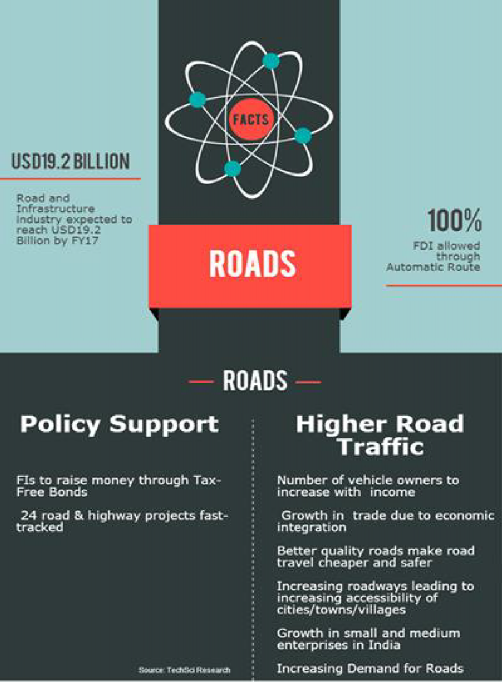 FACTS
USD19.2 BILLION
Road and
Infrastructure
industry expected to
reach USD19.2
Billion by FY17
100%
FDI allowed
through
Automatic Route
ROADS
ROADS
Policy Support
FIs to raise money through Tax-
Free Bonds
24 road & highway projects fast-
tracked
Higher Road
Traffic
Number of vehicle owners to
increase with income
Growth in trade due to economic
integration
Better quality roads make road
travel cheaper and safer
Increasing roadways leading to
increasing accessibility of
cities/towns/villages
Growth in small and medium
enterprises in India
Increasing Demand for Roads
Source: TechSci Research